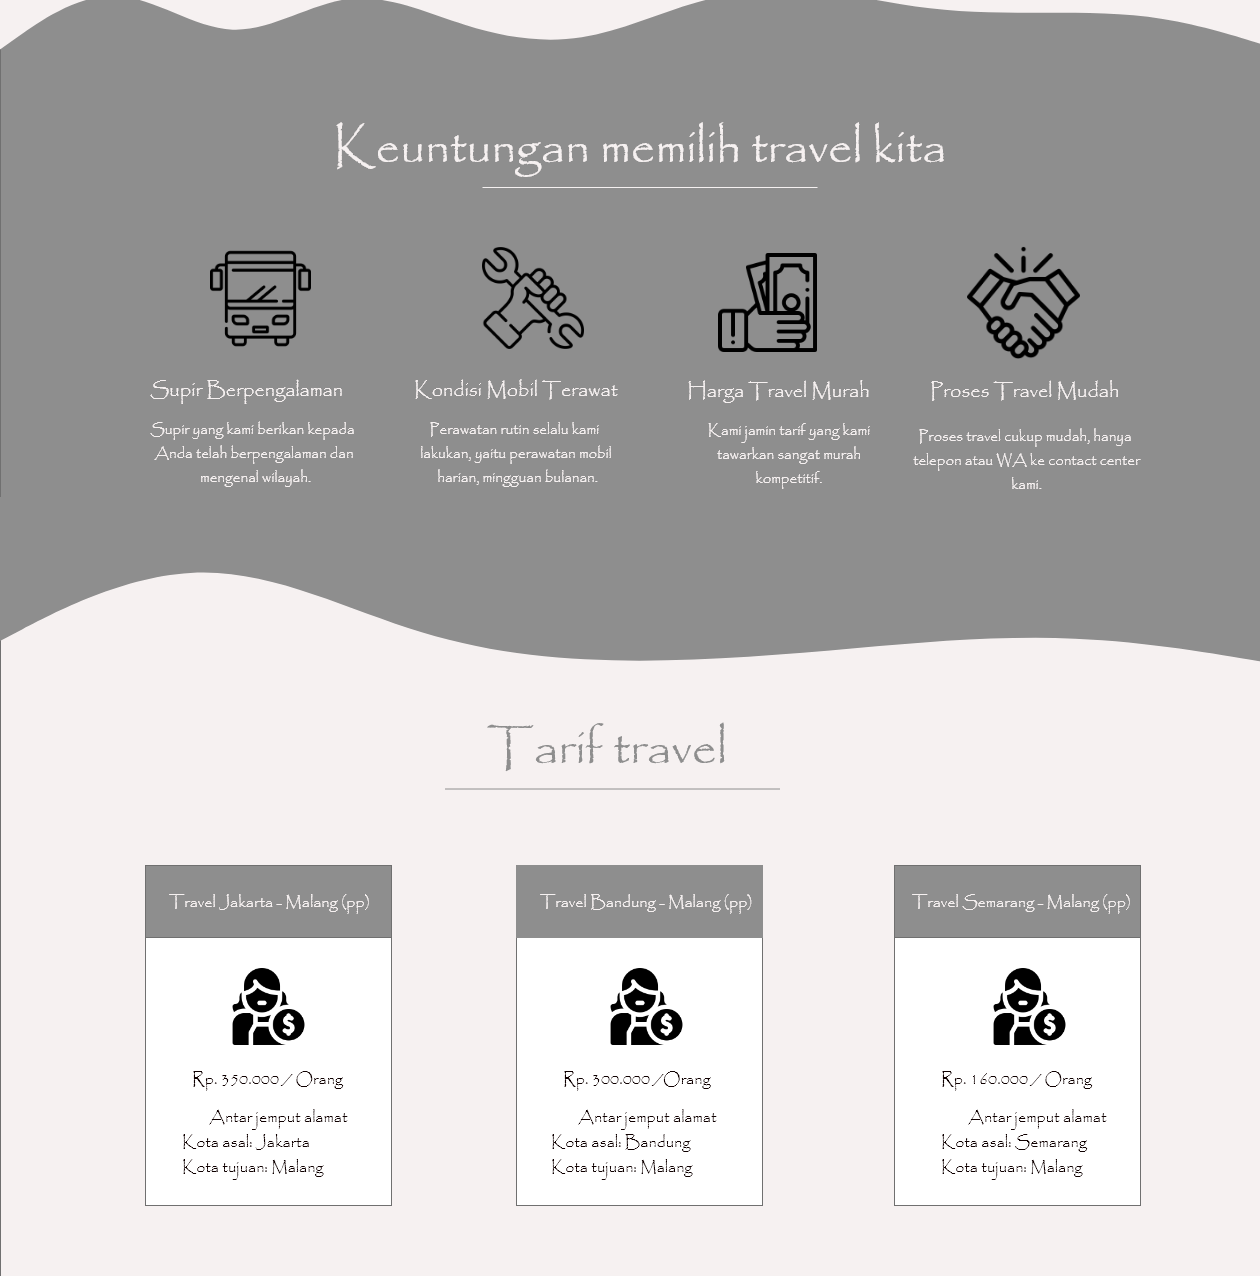 Keuntungan memilih travel kita
Supir Berpengalaman
Supir yang kami berikan kepada
Anda telah berpengalaman dan
mengenal wilayah.
Kondisi Mobil Terawat
Perawatan rutin selalu kami
lakukan, yaitu perawatan mobil
harian, mingguan bulanan.
Harga Travel Murah
Kami jamin tarif yang kami
tawarkan sangat murah
kompetitif.
Proses Travel Mudah
Proses travel cukup mudah, hanya
telepon atau WA ke contact center
kami.
Tarif travel
Travel Jakarta - Malang (pp)
$
Rp. 350.000 / Orang
Antar jemput alamat
Kota asal: Jakarta
Kota tujuan: Malang
Travel Bandung - Malang (pp)
$
Rp. 300.000 /Orang
Antar jemput alamat
Kota asal: Bandung
Kota tujuan: Malang
Travel Semarang - Malang (pp)
$
Rp. 160.000 / Orang
Antar jemput alamat
Kota asal: Semarang
Kota tujuan: Malang